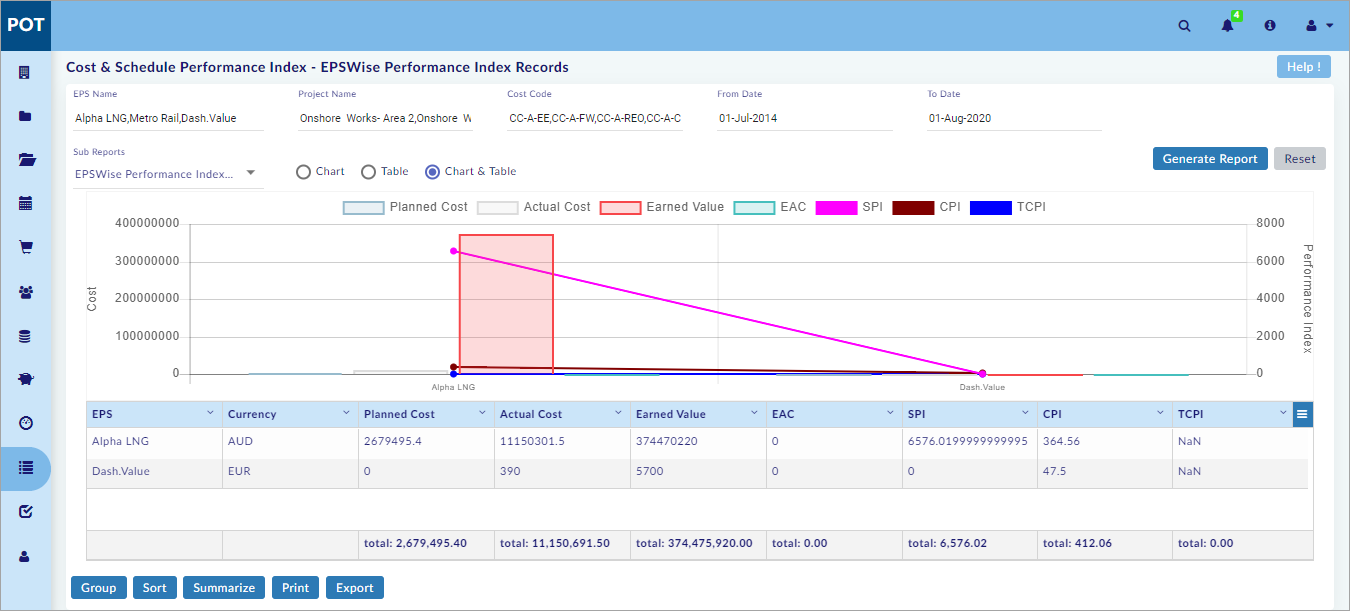 POT
4
Cost & Schedule Performance Index - EPSWise Performance Index Records
Help !
EPS Name Project Name Cost Code From Date To Date
Alpha LNG,Metro Rail,Dash.Value Onshore Works- Area 2,Onshore W CC-A-EE,CC-A-FW,CC-A-REO,CC-A-C 01-Jul-2014 01-Aug-2020
Sub Reports
EPSWise Performance Index... Chart Table Chart & Table
Generate Report Reset
Planned Cost Actual Cost Earned Value EAC SPI CPI TCPI
400000000 8000
300000000 6000
200000000 4000
100000000 2000
0 0
Cost
Performance Index
Alpha LNG Dash.Value
EPS Currency Planned Cost Actual Cost Earned Value EAC SPI CPI TCPI
Alpha LNG AUD 2679495.4 11150301.5 374470220 0 6576.0199999999995 364.56 NaN
Dash.Value EUR 0 390 5700 0 0 47.5 NaN
total: 2,679,495.40 total: 11,150,691.50 total: 374,475,920.00 total: 0.00 total: 6,576.02 total: 412.06 total: 0.00
Group Sort Summarize Print Export